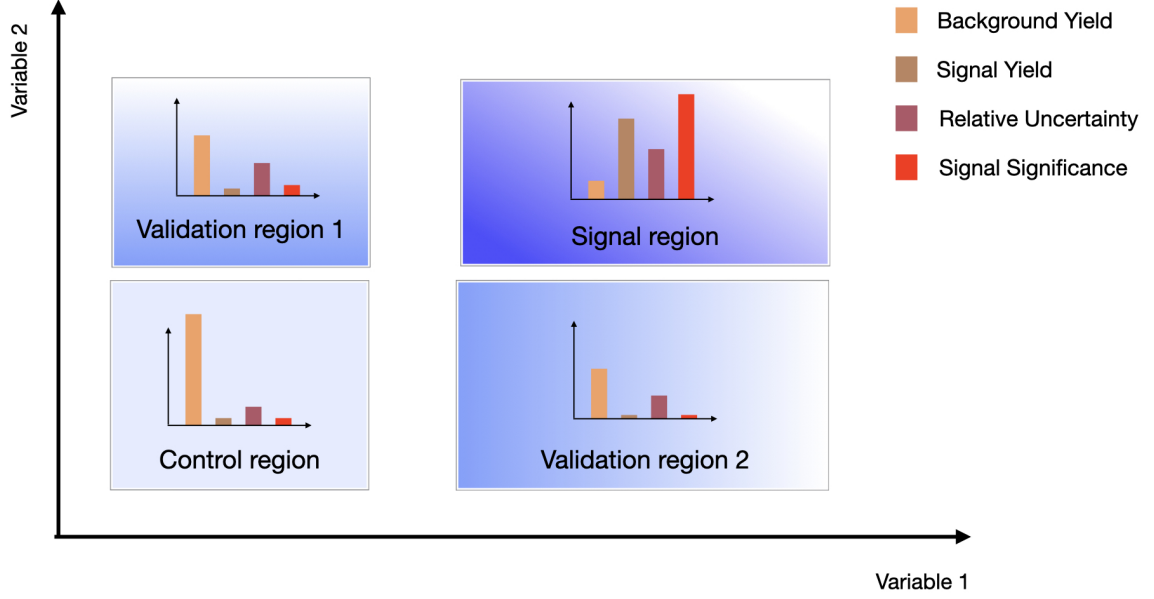 Variable 2
Background Yield
Signal Yield
Relative Uncertainty
Signal Significance
Validation region 1
Signal region
Control region
Validation region 2
Variable 1